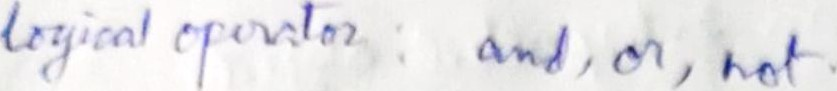 Logical operator : and, or, not.